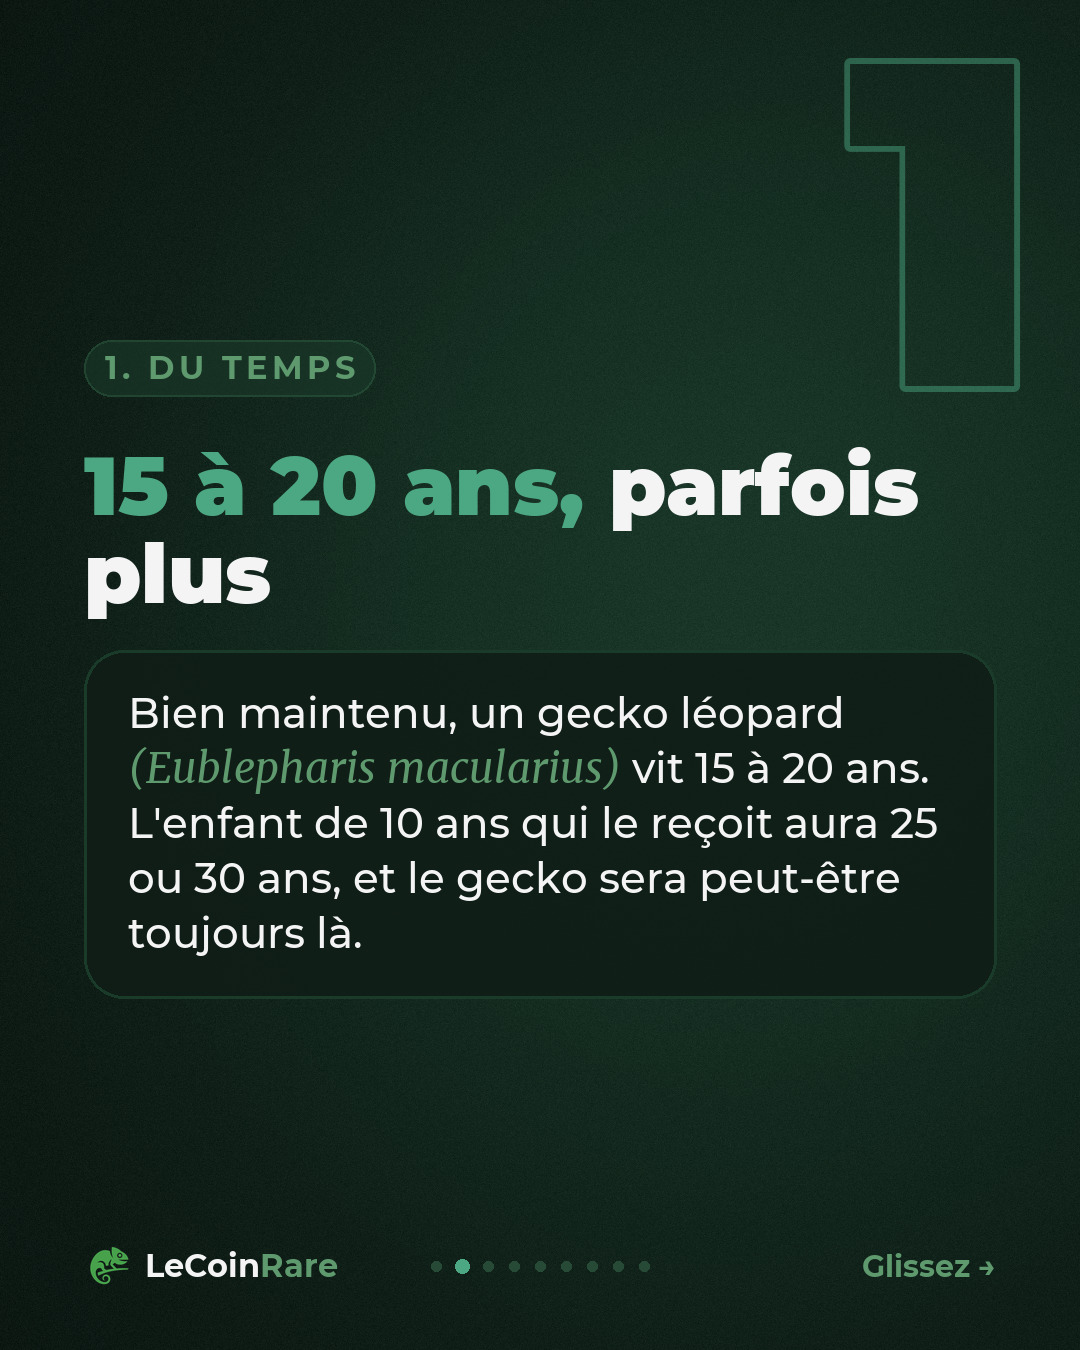 1
1. DU TEMPS
15 à 20 ans, parfois
plus
Bien maintenu, un gecko léopard
(Eublepharis macularius) vit 15 à 20 ans.
L'enfant de 10 ans qui le reçoit aura 25
ou 30 ans, et le gecko sera peut-être
toujours là.
LeCoinRare
Glissez →